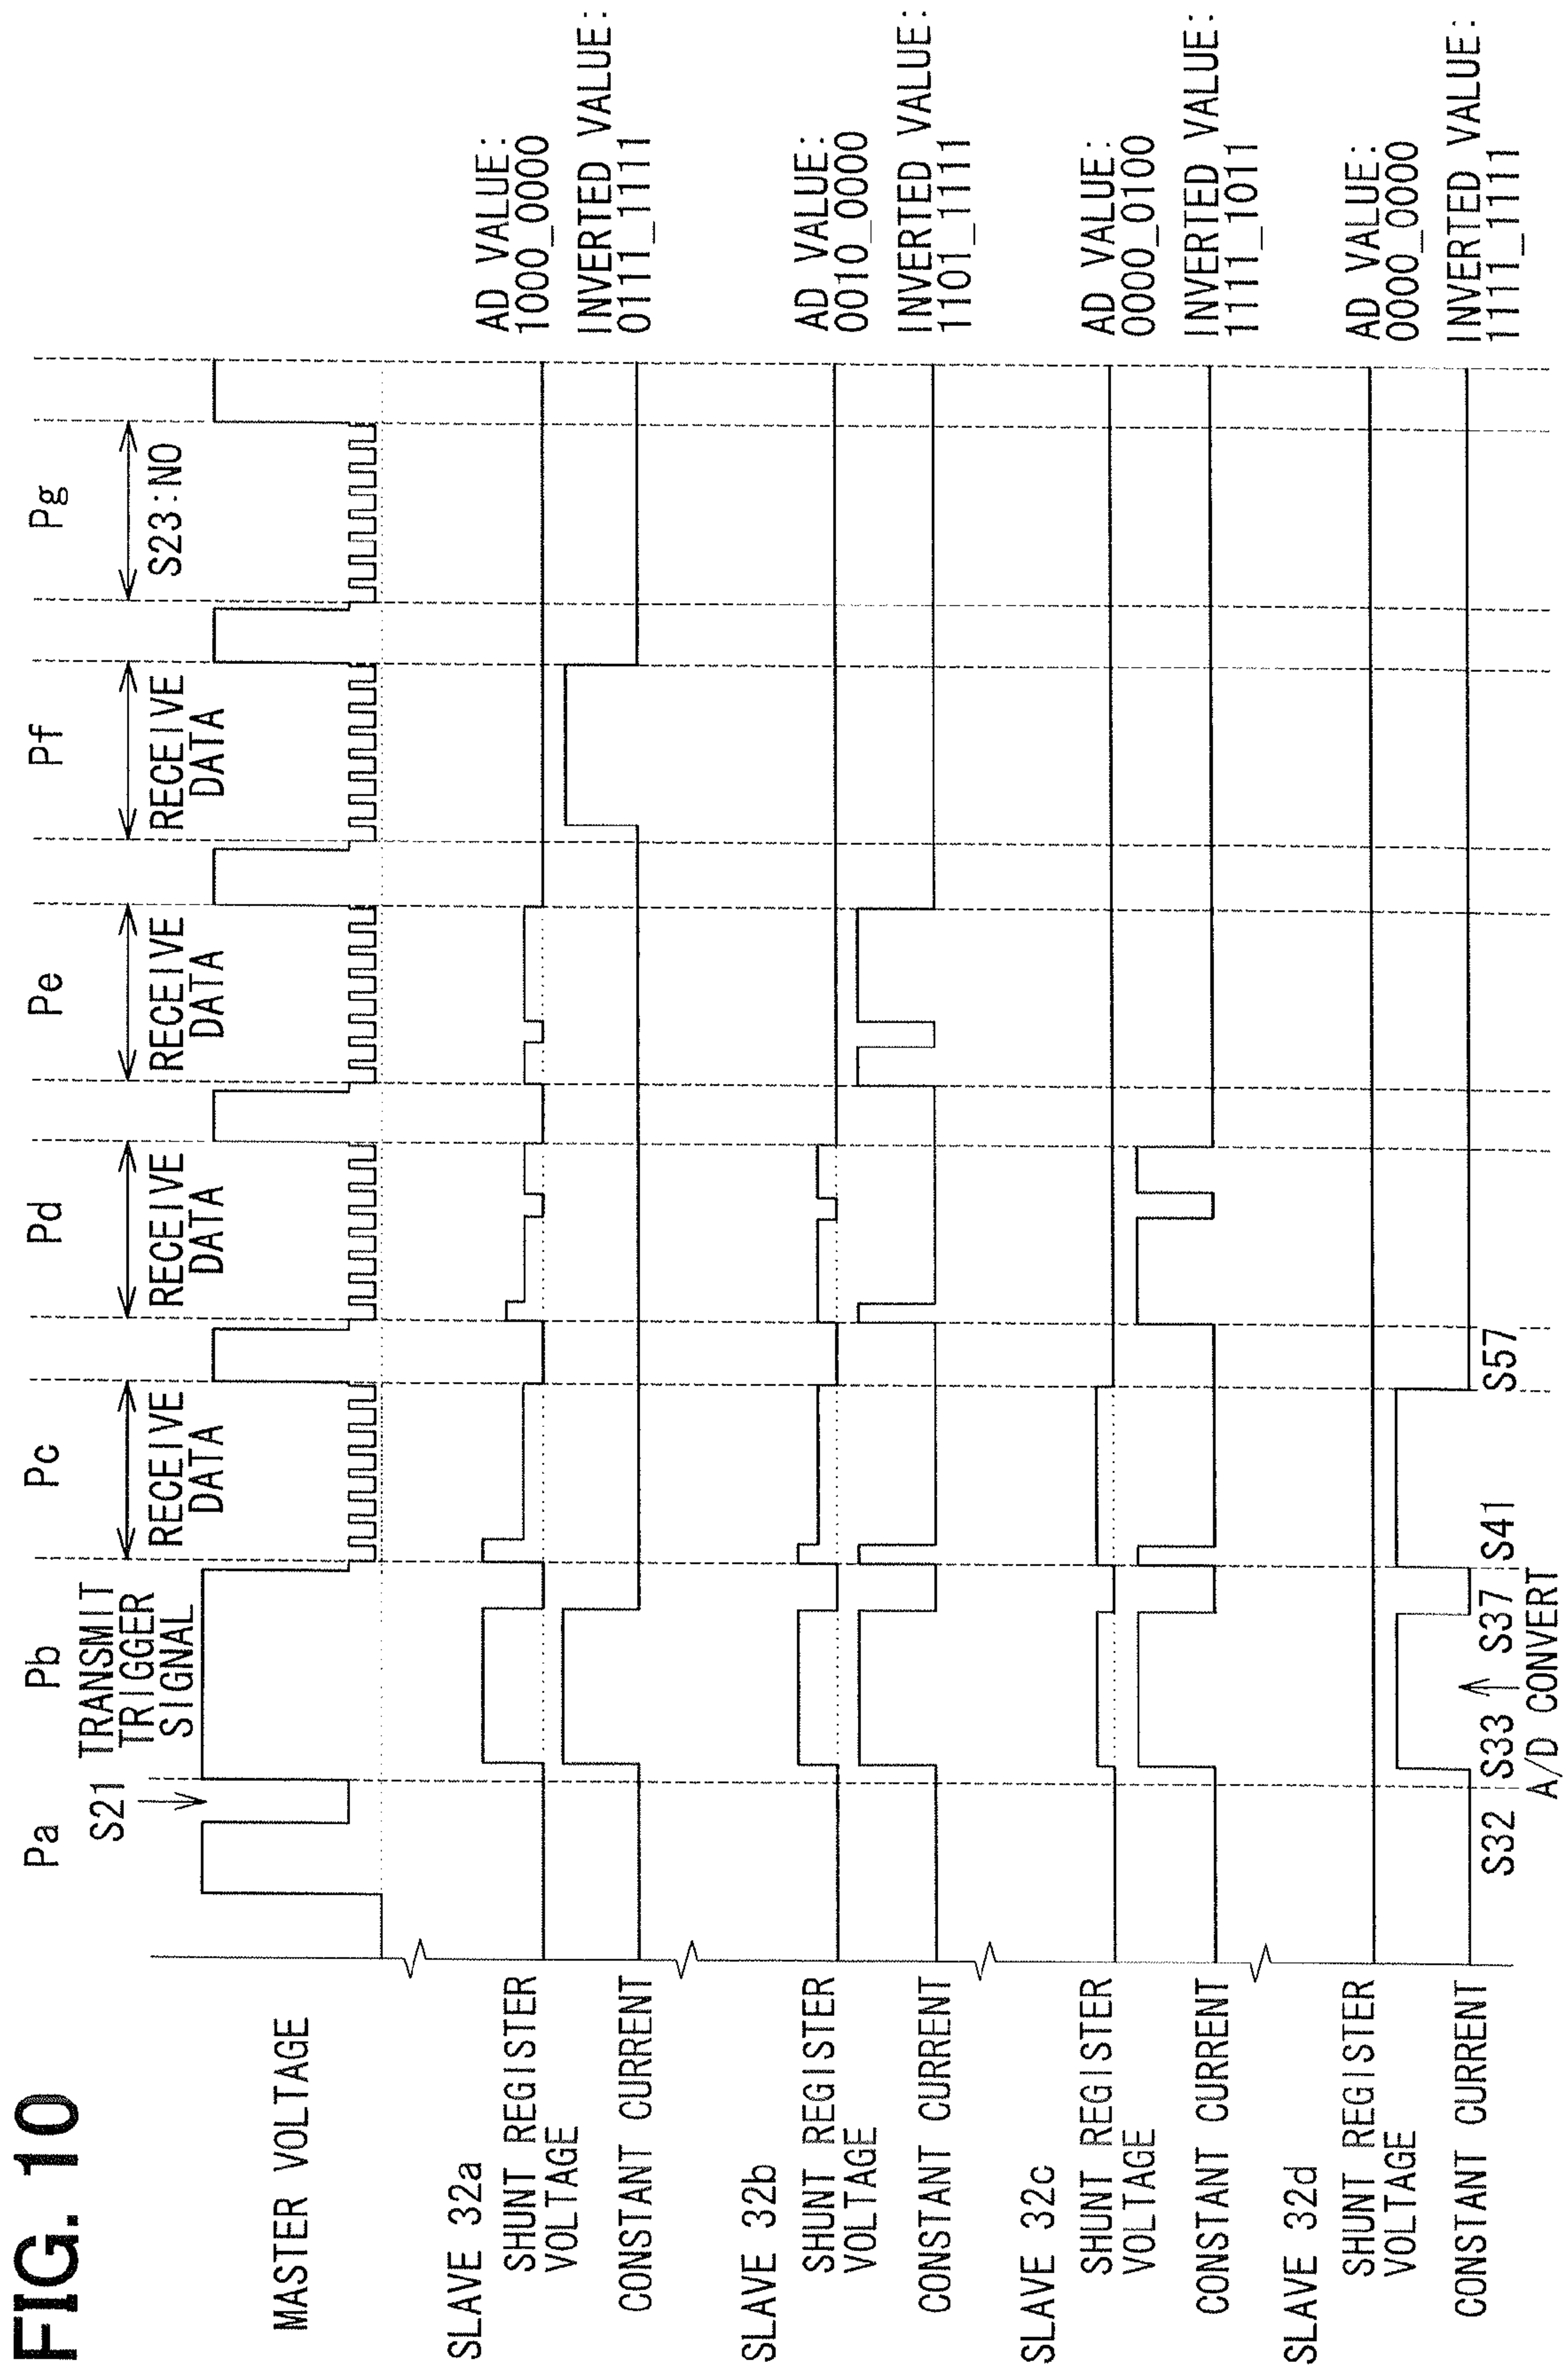 FIG. 10
Pa
Pb
Pc
Pd
Pe
Pf
Pg
S21
TRANSMIT
TRIGGER
SIGNAL
RECEIVE
DATA
RECEIVE
DATA
RECEIVE
DATA
RECEIVE
DATA
S23:NO
MASTER VOLTAGE
SLAVE 32a
SHUNT REGISTER
VOLTAGE
CONSTANT CURRENT
AD VALUE:
1000_0000
INVERTED VALUE:
0111_1111
SLAVE 32b
SHUNT REGISTER
VOLTAGE
CONSTANT CURRENT
AD VALUE:
0010_0000
INVERTED VALUE:
1101_1111
SLAVE 32c
SHUNT REGISTER
VOLTAGE
CONSTANT CURRENT
AD VALUE:
0000_0100
INVERTED VALUE:
1111_1011
SLAVE 32d
SHUNT REGISTER
VOLTAGE
CONSTANT CURRENT
AD VALUE:
0000_0000
INVERTED VALUE:
1111_1111
S32 S33 S37 S41 S57
A/D CONVERT